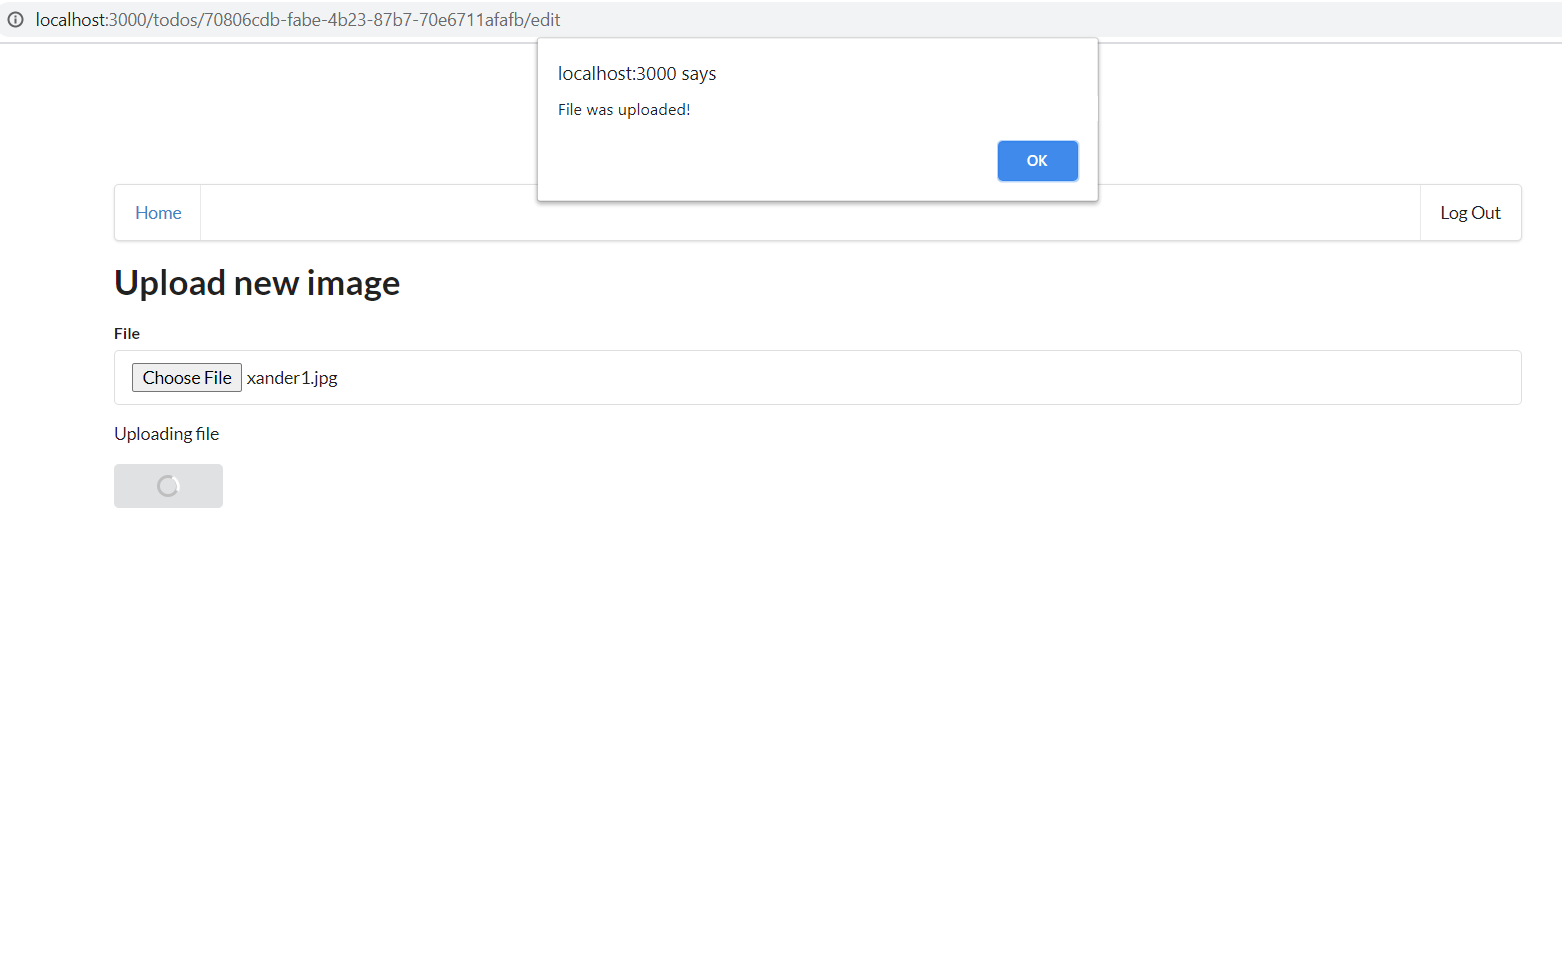 localhost:3000/todos/70806cdb-fabe-4b23-87b7-70e6711afafb/edit
localhost:3000 says
File was uploaded!
OK
Home
Log Out
Upload new image
File
Choose File xander1.jpg
Uploading file